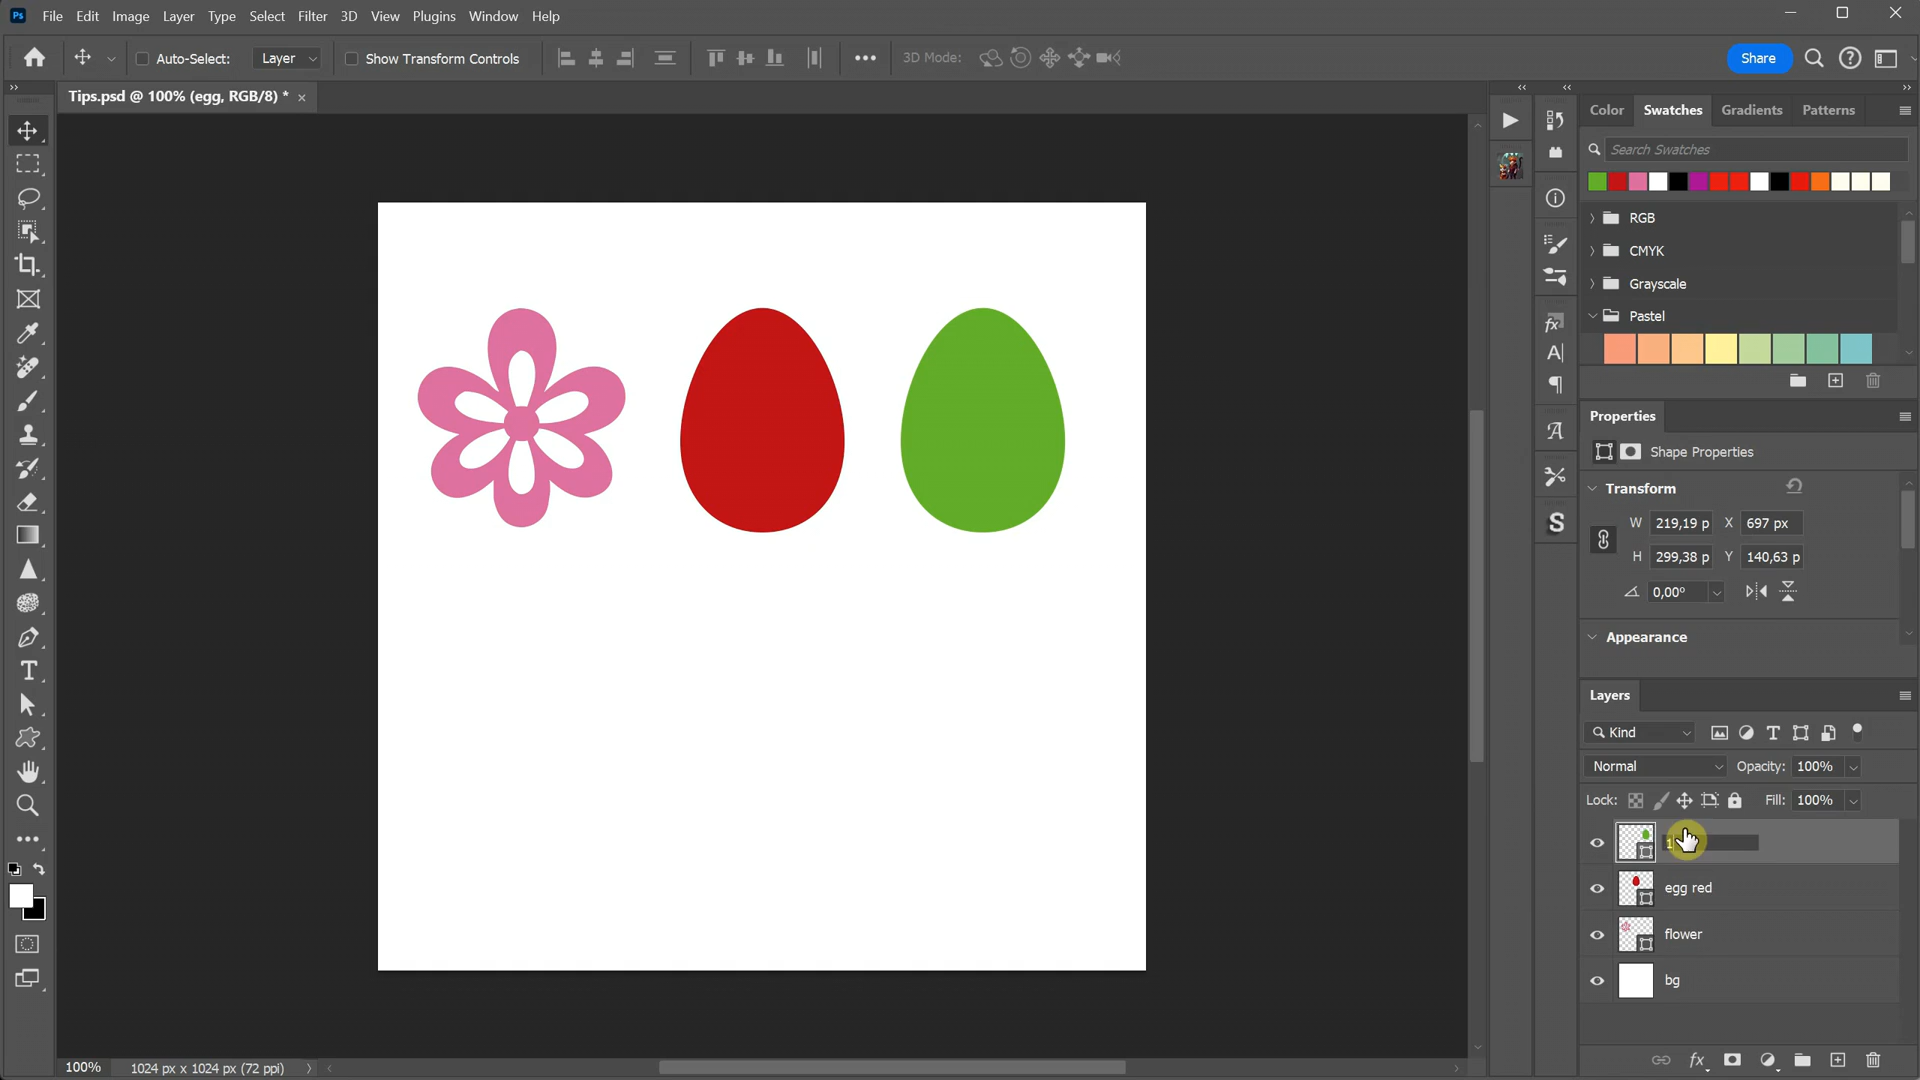 Ps File Edit Image Layer Type Select Filter 3D View Plugins Window Help
Auto-Select: Layer Show Transform Controls 3D Mode: Share
Tips.psd @ 100% (egg, RGB/8) *
Color Swatches Gradients Patterns
Search Swatches
RGB
CMYK
Grayscale
Pastel
Properties
Shape Properties
Transform
W 219,19 p X 697 px
H 299,38 p Y 140,63 p
0,00°
Appearance
Layers
Kind
Normal Opacity: 100%
Lock: Fill: 100%
egg red
flower
bg
100% 1024 px x 1024 px (72 ppi)